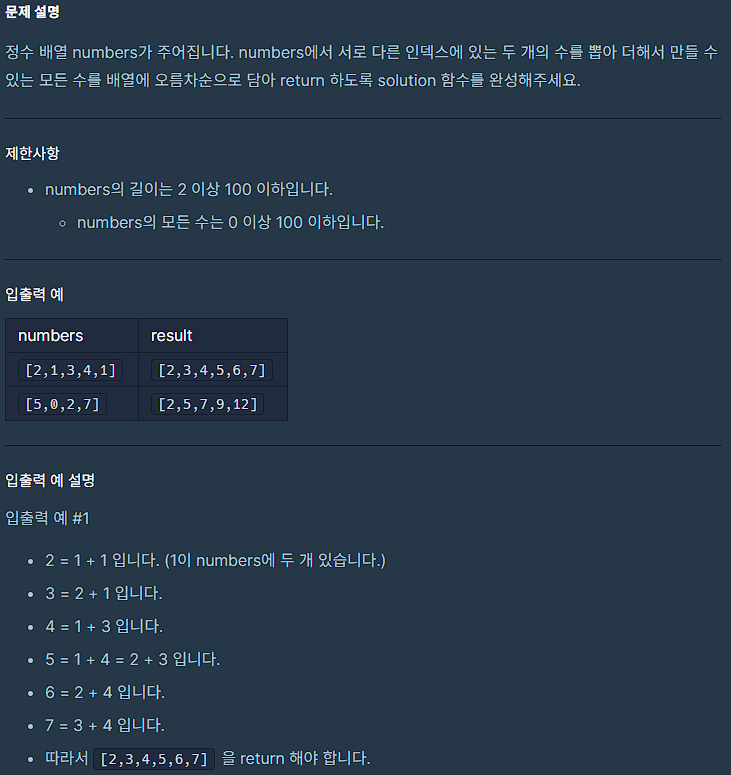 문제 설명
정수 배열 numbers가 주어집니다. numbers에서 서로 다른 인덱스에 있는 두 개의 수를 뽑아 더해서 만들 수
있는 모든 수를 배열에 오름차순으로 담아 return 하도록 solution 함수를 완성해주세요.
제한사항
numbers의 길이는 2 이상 100 이하입니다.
numbers의 모든 수는 0 이상 100 이하입니다.
입출력 예
numbers result
[2,1,3,4,1] [2,3,4,5,6,7]
[5,0,2,7] [2,5,7,9,12]
입출력 예 설명
입출력 예 #1
2 = 1 + 1 입니다. (1이 numbers에 두 개 있습니다.)
3 = 2 + 1 입니다.
4 = 1 + 3 입니다.
5 = 1 + 4 = 2 + 3 입니다.
6 = 2 + 4 입니다.
7 = 3 + 4 입니다.
따라서 [2,3,4,5,6,7] 을 return 해야 합니다.